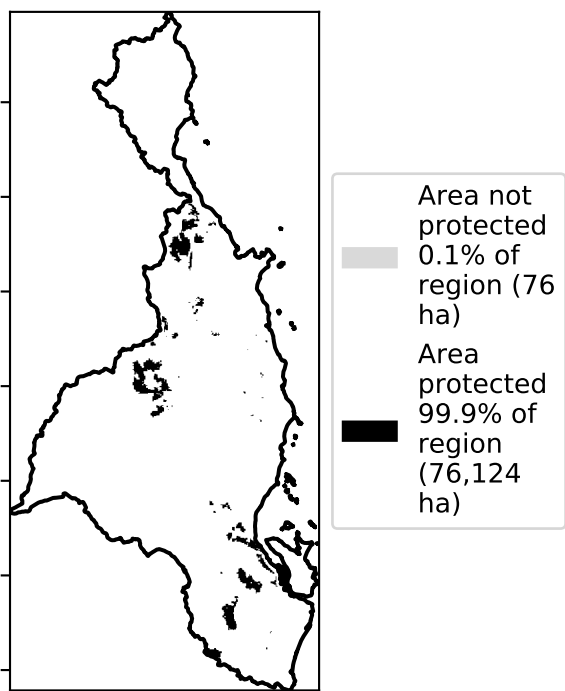 Area not
protected
0.1% of
region (76
ha)
Area
protected
99.9% of
region
(76,124
ha)